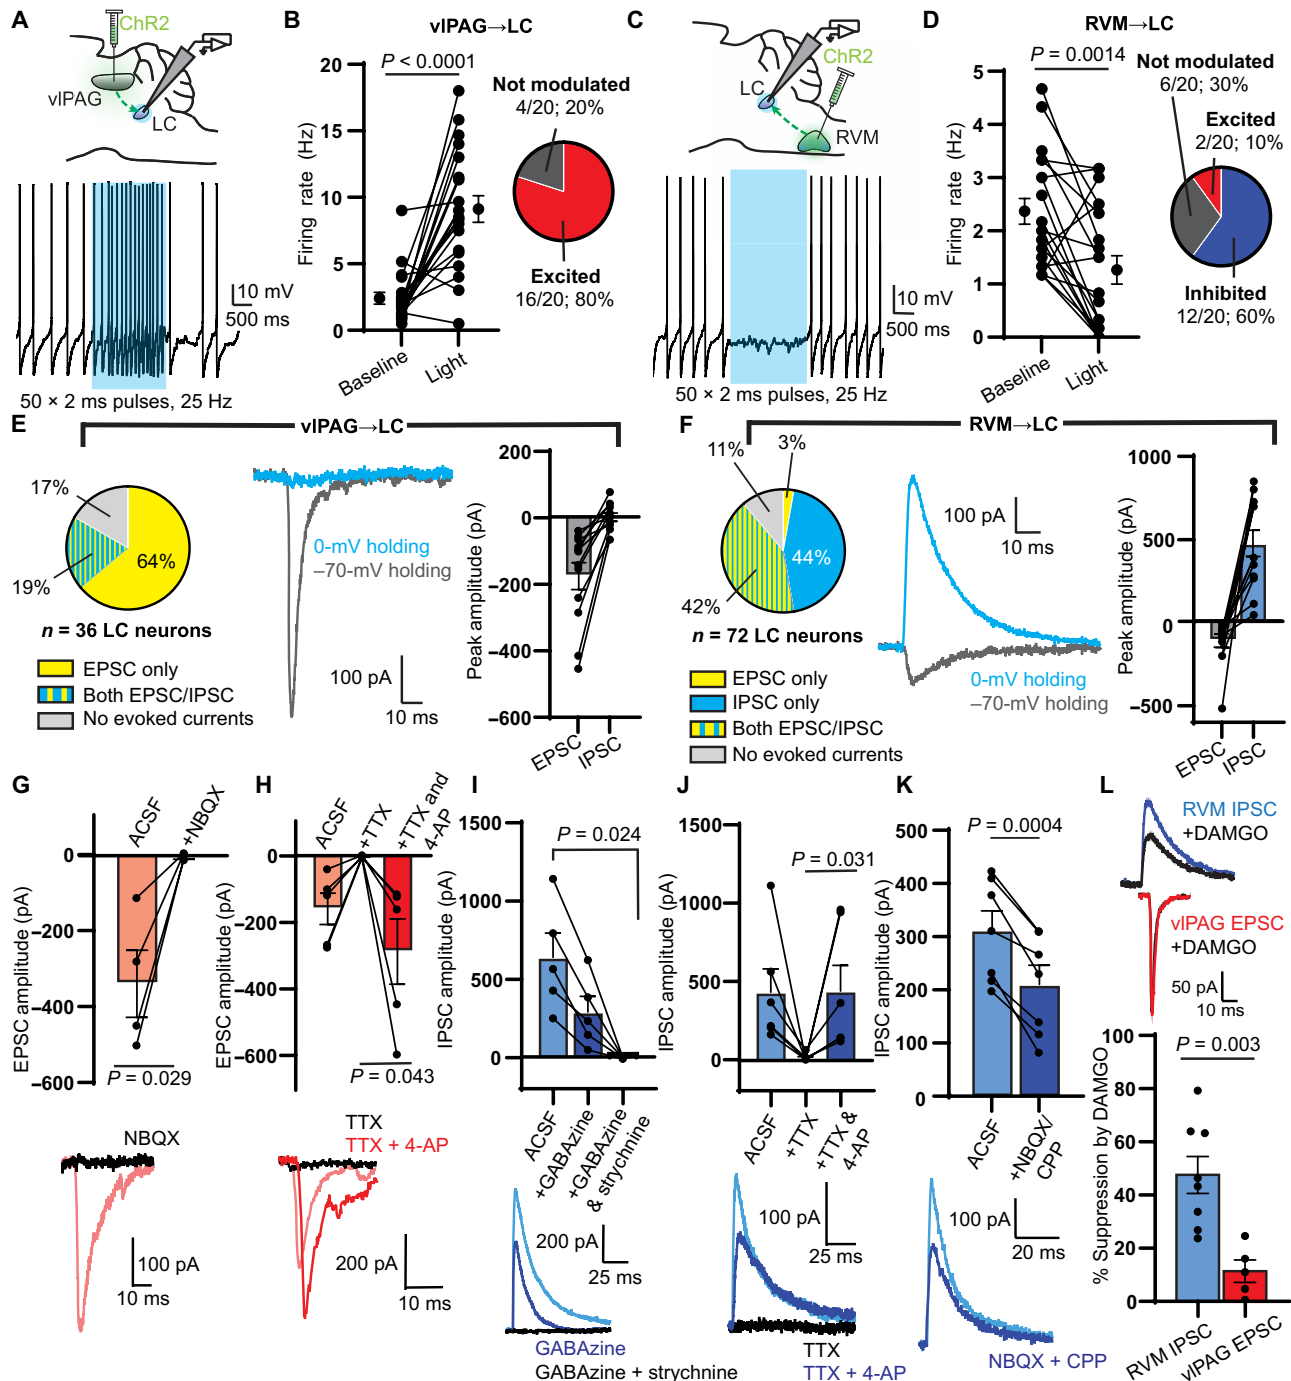 A
ChR2
vlPAG
LC
10 mV
500 ms
50 × 2 ms pulses, 25 Hz
B
vlPAG→LC
P < 0.0001
Firing rate (Hz)
20
15
10
5
0
Baseline
Light
Not modulated
4/20; 20%
Excited
16/20; 80%
C
ChR2
LC
RVM
10 mV
500 ms
50 × 2 ms pulses, 25 Hz
D
RVM→LC
P = 0.0014
Firing rate (Hz)
5
4
3
2
1
0
Baseline
Light
Not modulated
6/20; 30%
Excited
2/20; 10%
Inhibited
12/20; 60%
E
vlPAG→LC
17%
19%
64%
n = 36 LC neurons
EPSC only
Both EPSC/IPSC
No evoked currents
0-mV holding
–70-mV holding
100 pA
10 ms
Peak amplitude (pA)
200
0
−200
−400
−600
EPSC
IPSC
F
RVM→LC
11%
3%
44%
42%
n = 72 LC neurons
EPSC only
IPSC only
Both EPSC/IPSC
No evoked currents
100 pA
10 ms
0-mV holding
−70-mV holding
Peak amplitude (pA)
1000
500
0
−500
EPSC
IPSC
G
ACSF
+NBQX
EPSC amplitude (pA)
0
−200
−400
−600
P = 0.029
NBQX
100 pA
10 ms
H
ACSF
+TTX
+TTX and
4-AP
EPSC amplitude (pA)
0
−200
−400
−600
P = 0.043
TTX
TTX + 4-AP
200 pA
10 ms
I
P = 0.024
IPSC amplitude (pA)
1500
1000
500
0
ACSF
+GABAzine
+GABAzine
& strychnine
200 pA
25 ms
GABAzine
GABAzine + strychnine
J
P = 0.031
IPSC amplitude (pA)
1500
1000
500
0
ACSF
+TTX
+TTX &
4-AP
100 pA
25 ms
TTX
TTX + 4-AP
K
P = 0.0004
IPSC amplitude (pA)
500
400
300
200
100
0
ACSF
+NBQX/
CPP
100 pA
20 ms
NBQX + CPP
L
RVM IPSC
+DAMGO
vlPAG EPSC
+DAMGO
50 pA
10 ms
P = 0.003
% Suppression by DAMGO
100
80
60
40
20
0
RVM IPSC
vlPAG EPSC